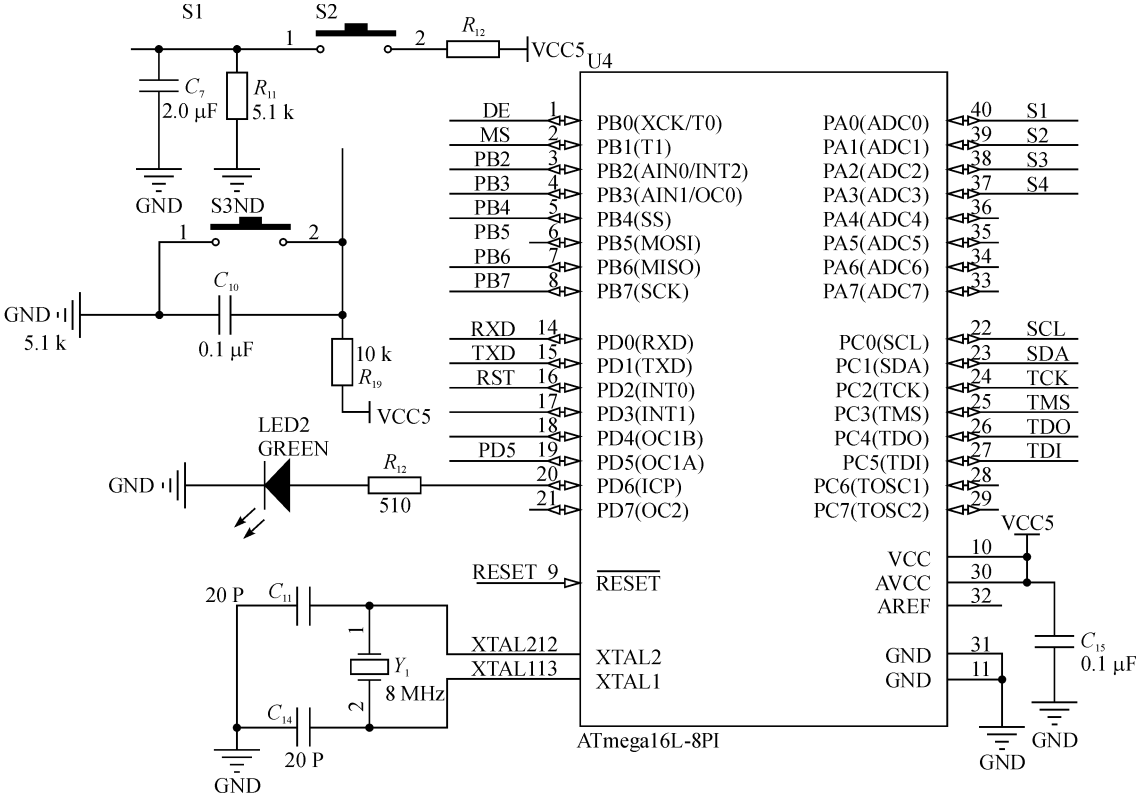 S1
S2
1
2
R12
VCC5
U4
C7
2.0 μF
R11
5.1 k
GND
S3ND
1
2
C10
GND
5.1 k
0.1 μF
10 k
R19
VCC5
LED2
GREEN
GND
R12
510
20 P
C11
1
Y1
8 MHz
2
C14
20 P
GND
DE 1 PB0(XCK/T0)
MS 2 PB1(T1)
PB2 3 PB2(AIN0/INT2)
PB3 4 PB3(AIN1/OC0)
PB4 5 PB4(SS)
PB5 6 PB5(MOSI)
PB6 7 PB6(MISO)
PB7 8 PB7(SCK)
RXD 14 PD0(RXD)
TXD 15 PD1(TXD)
RST 16 PD2(INT0)
17 PD3(INT1)
18 PD4(OC1B)
PD5 19 PD5(OC1A)
20 PD6(ICP)
21 PD7(OC2)
RESET 9 RESET
XTAL212 XTAL2
XTAL113 XTAL1
PA0(ADC0) 40 S1
PA1(ADC1) 39 S2
PA2(ADC2) 38 S3
PA3(ADC3) 37 S4
PA4(ADC4) 36
PA5(ADC5) 35
PA6(ADC6) 34
PA7(ADC7) 33
PC0(SCL) 22 SCL
PC1(SDA) 23 SDA
PC2(TCK) 24 TCK
PC3(TMS) 25 TMS
PC4(TDO) 26 TDO
PC5(TDI) 27 TDI
PC6(TOSC1) 28
PC7(TOSC2) 29
VCC5
VCC 10
AVCC 30
AREF 32
GND 31
GND 11
C15
0.1 μF
GND
GND
ATmega16L-8PI